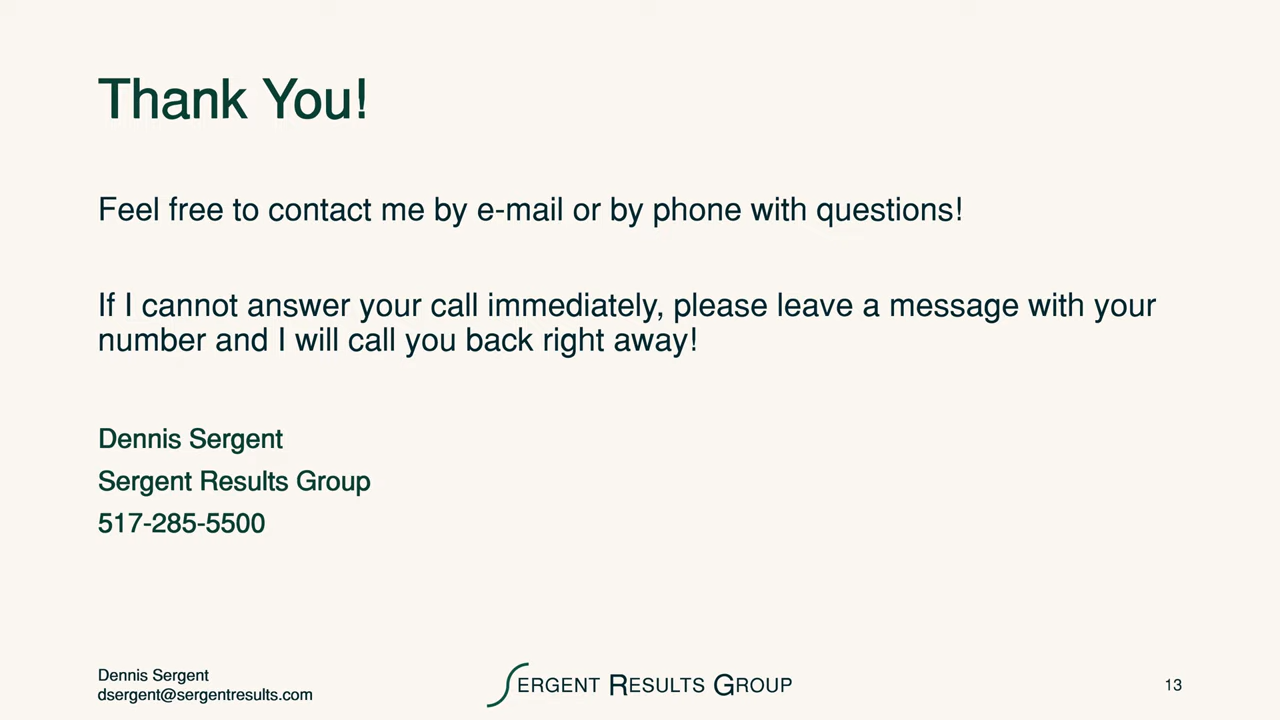 Thank You!
Feel free to contact me by e-mail or by phone with questions!
If I cannot answer your call immediately, please leave a message with your
number and I will call you back right away!
Dennis Sergent
Sergent Results Group
517-285-5500
Dennis Sergent
dsergent@sergentresults.com
SERGENT RESULTS GROUP
13